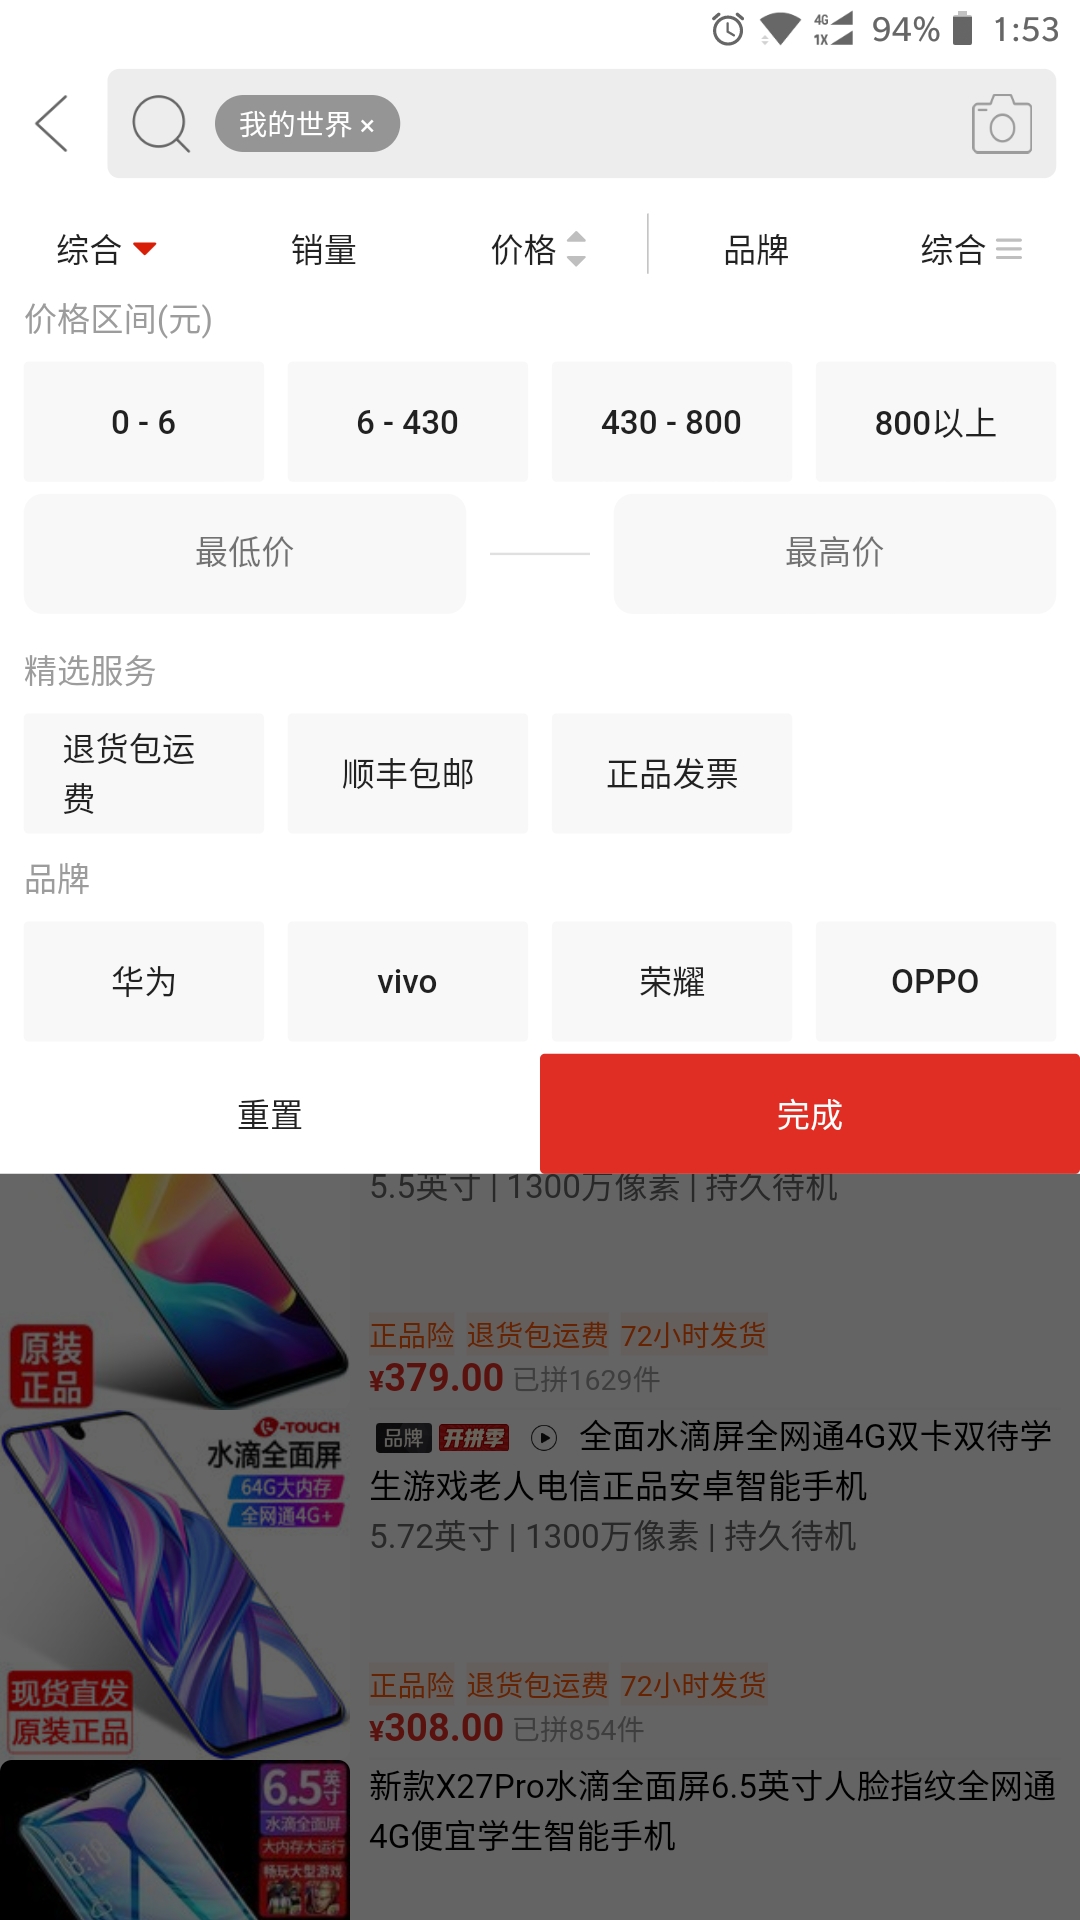 4G 1X 94% 1:53
我的世界 ×
综合 销量 价格 品牌 综合
价格区间(元)
0 - 6 6 - 430 430 - 800 800以上
最低价 最高价
精选服务
退货包运费 顺丰包邮 正品发票
品牌
华为 vivo 荣耀 OPPO
重置 完成
5.5英寸 | 1300万像素 | 持久待机
原装
正品
正品险 退货包运费 72小时发货
¥379.00 已拼1629件
K-TOUCH
水滴全面屏
64G大内存
全网通4G+
现货直发
原装正品
品牌 开拼季 全面水滴屏全网通4G双卡双待学
生游戏老人电信正品安卓智能手机
5.72英寸 | 1300万像素 | 持久待机
正品险 退货包运费 72小时发货
¥308.00 已拼854件
6.5英寸
水滴全面屏
大内存大运行
畅玩大型游戏
18:18
新款X27Pro水滴全面屏6.5英寸人脸指纹全网通
4G便宜学生智能手机